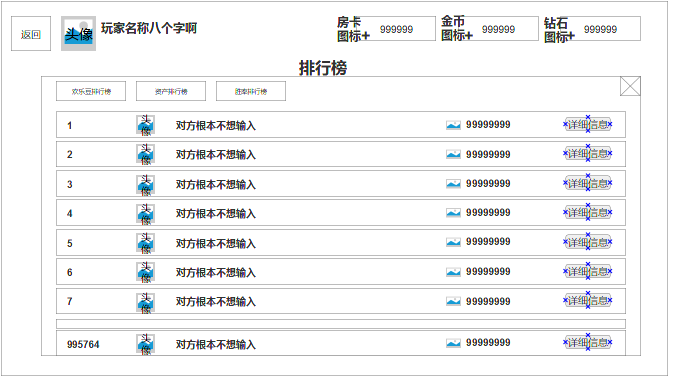 返回
头像
玩家名称八个字啊
房卡
图标+
999999
金币
图标+
999999
钻石
图标+
999999
排行榜
欢乐豆排行榜
资产排行榜
胜率排行榜
1 头像 对方根本不想输入 99999999 详细信息
2 头像 对方根本不想输入 99999999 详细信息
3 头像 对方根本不想输入 99999999 详细信息
4 头像 对方根本不想输入 99999999 详细信息
5 头像 对方根本不想输入 99999999 详细信息
6 头像 对方根本不想输入 99999999 详细信息
7 头像 对方根本不想输入 99999999 详细信息
995764 头像 对方根本不想输入 99999999 详细信息